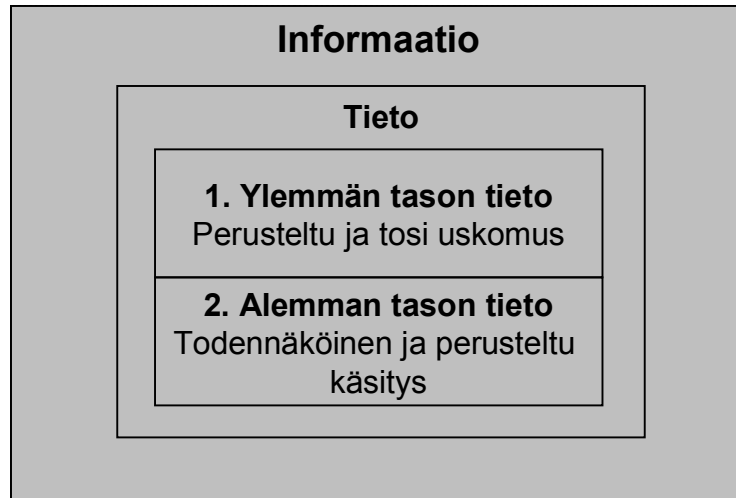 Informaatio
Tieto
1. Ylemmän tason tieto
Perusteltu ja tosi uskomus
2. Alemman tason tieto
Todennäköinen ja perusteltu
käsitys